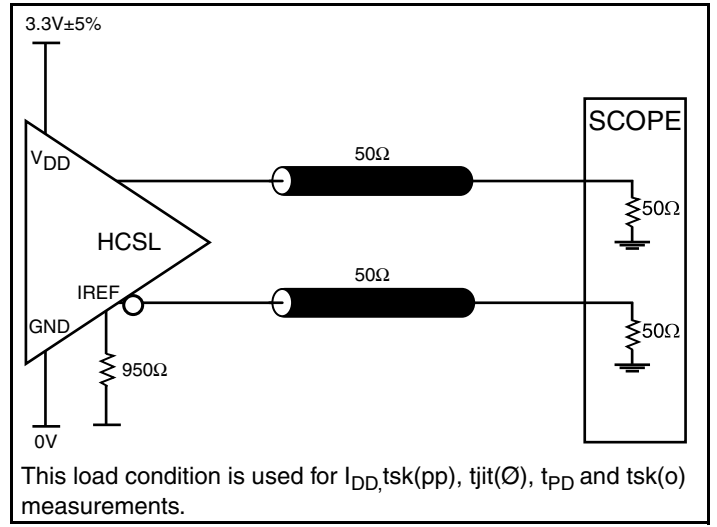 3.3V±5%
SCOPE
VDD
50Ω
50Ω
HCSL
50Ω
IREF
GND
50Ω
950Ω
0V
This load condition is used for IDD,tsk(pp), tjit(Ø), tPD and tsk(o)
measurements.